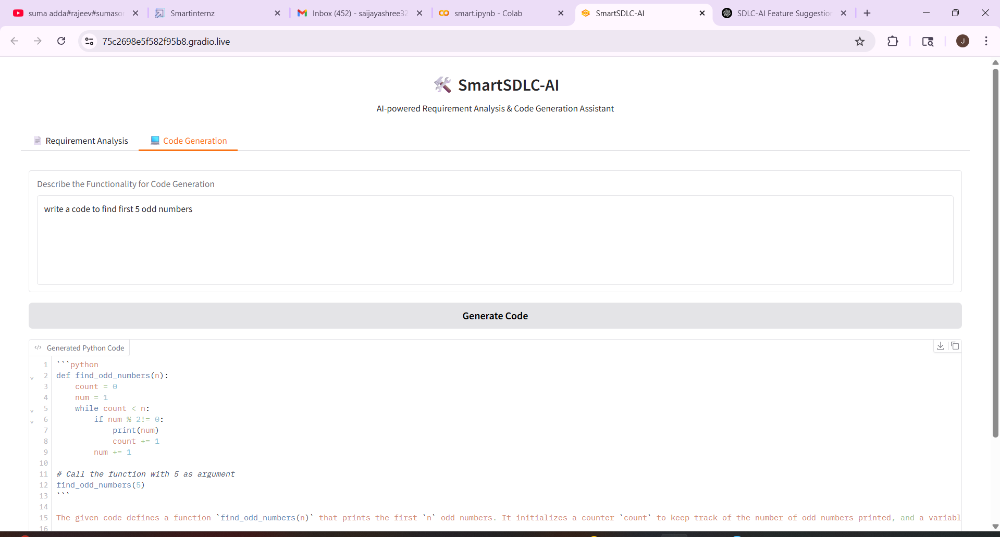 suma adda#rajeev#sumaso
Smartinternz
Inbox (452) - saijayashree32
smart.ipynb - Colab
SmartSDLC-AI
SDLC-AI Feature Suggestion
75c2698e5f582f95b8.gradio.live
J
SmartSDLC-AI
AI-powered Requirement Analysis & Code Generation Assistant
Requirement Analysis
Code Generation
Describe the Functionality for Code Generation
write a code to find first 5 odd numbers
Generate Code
</> Generated Python Code
1 ```python
2 def find_odd_numbers(n):
3     count = 0
4     num = 1
5     while count < n:
6         if num % 2!= 0:
7             print(num)
8             count += 1
9         num += 1
10
11 # Call the function with 5 as argument
12 find_odd_numbers(5)
13 ```
14
15 The given code defines a function `find_odd_numbers(n)` that prints the first `n` odd numbers. It initializes a counter `count` to keep track of the number of odd numbers printed, and a variabl
16